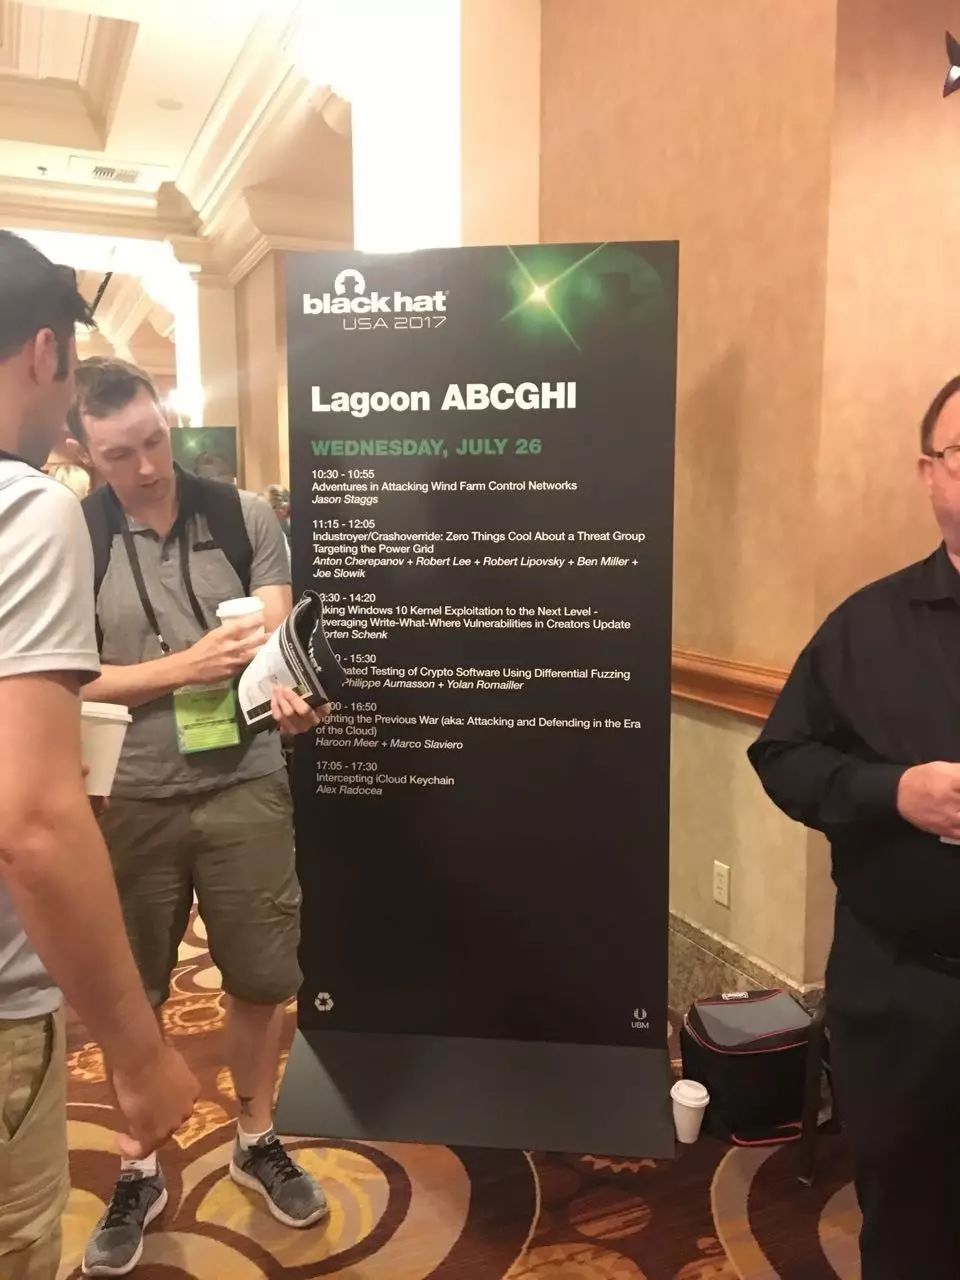 black hat
USA 2017
Lagoon ABCGHI
WEDNESDAY, JULY 26
10:30 - 10:55
Adventures in Attacking Wind Farm Control Networks
Jason Staggs
11:15 - 12:05
Industroyer/Crashoverride: Zero Things Cool About a Threat Group
Targeting the Power Grid
Anton Cherepanov + Robert Lee + Robert Lipovsky + Ben Miller +
Joe Slowik
3:30 - 14:20
Windows 10 Kernel Exploitation to the Next Level -
Write-What-Where Vulnerabilities in Creators Update
Schenk
- 15:30
Testing of Crypto Software Using Differential Fuzzing
Philippe Aumasson + Yolan Romailler
:00 - 16:50
the Previous War (aka: Attacking and Defending in the Era
of the Cloud)
Haroon Meer + Marco Slaviero
17:05 - 17:30
Intercepting iCloud Keychain
Alex Radocea
UBM